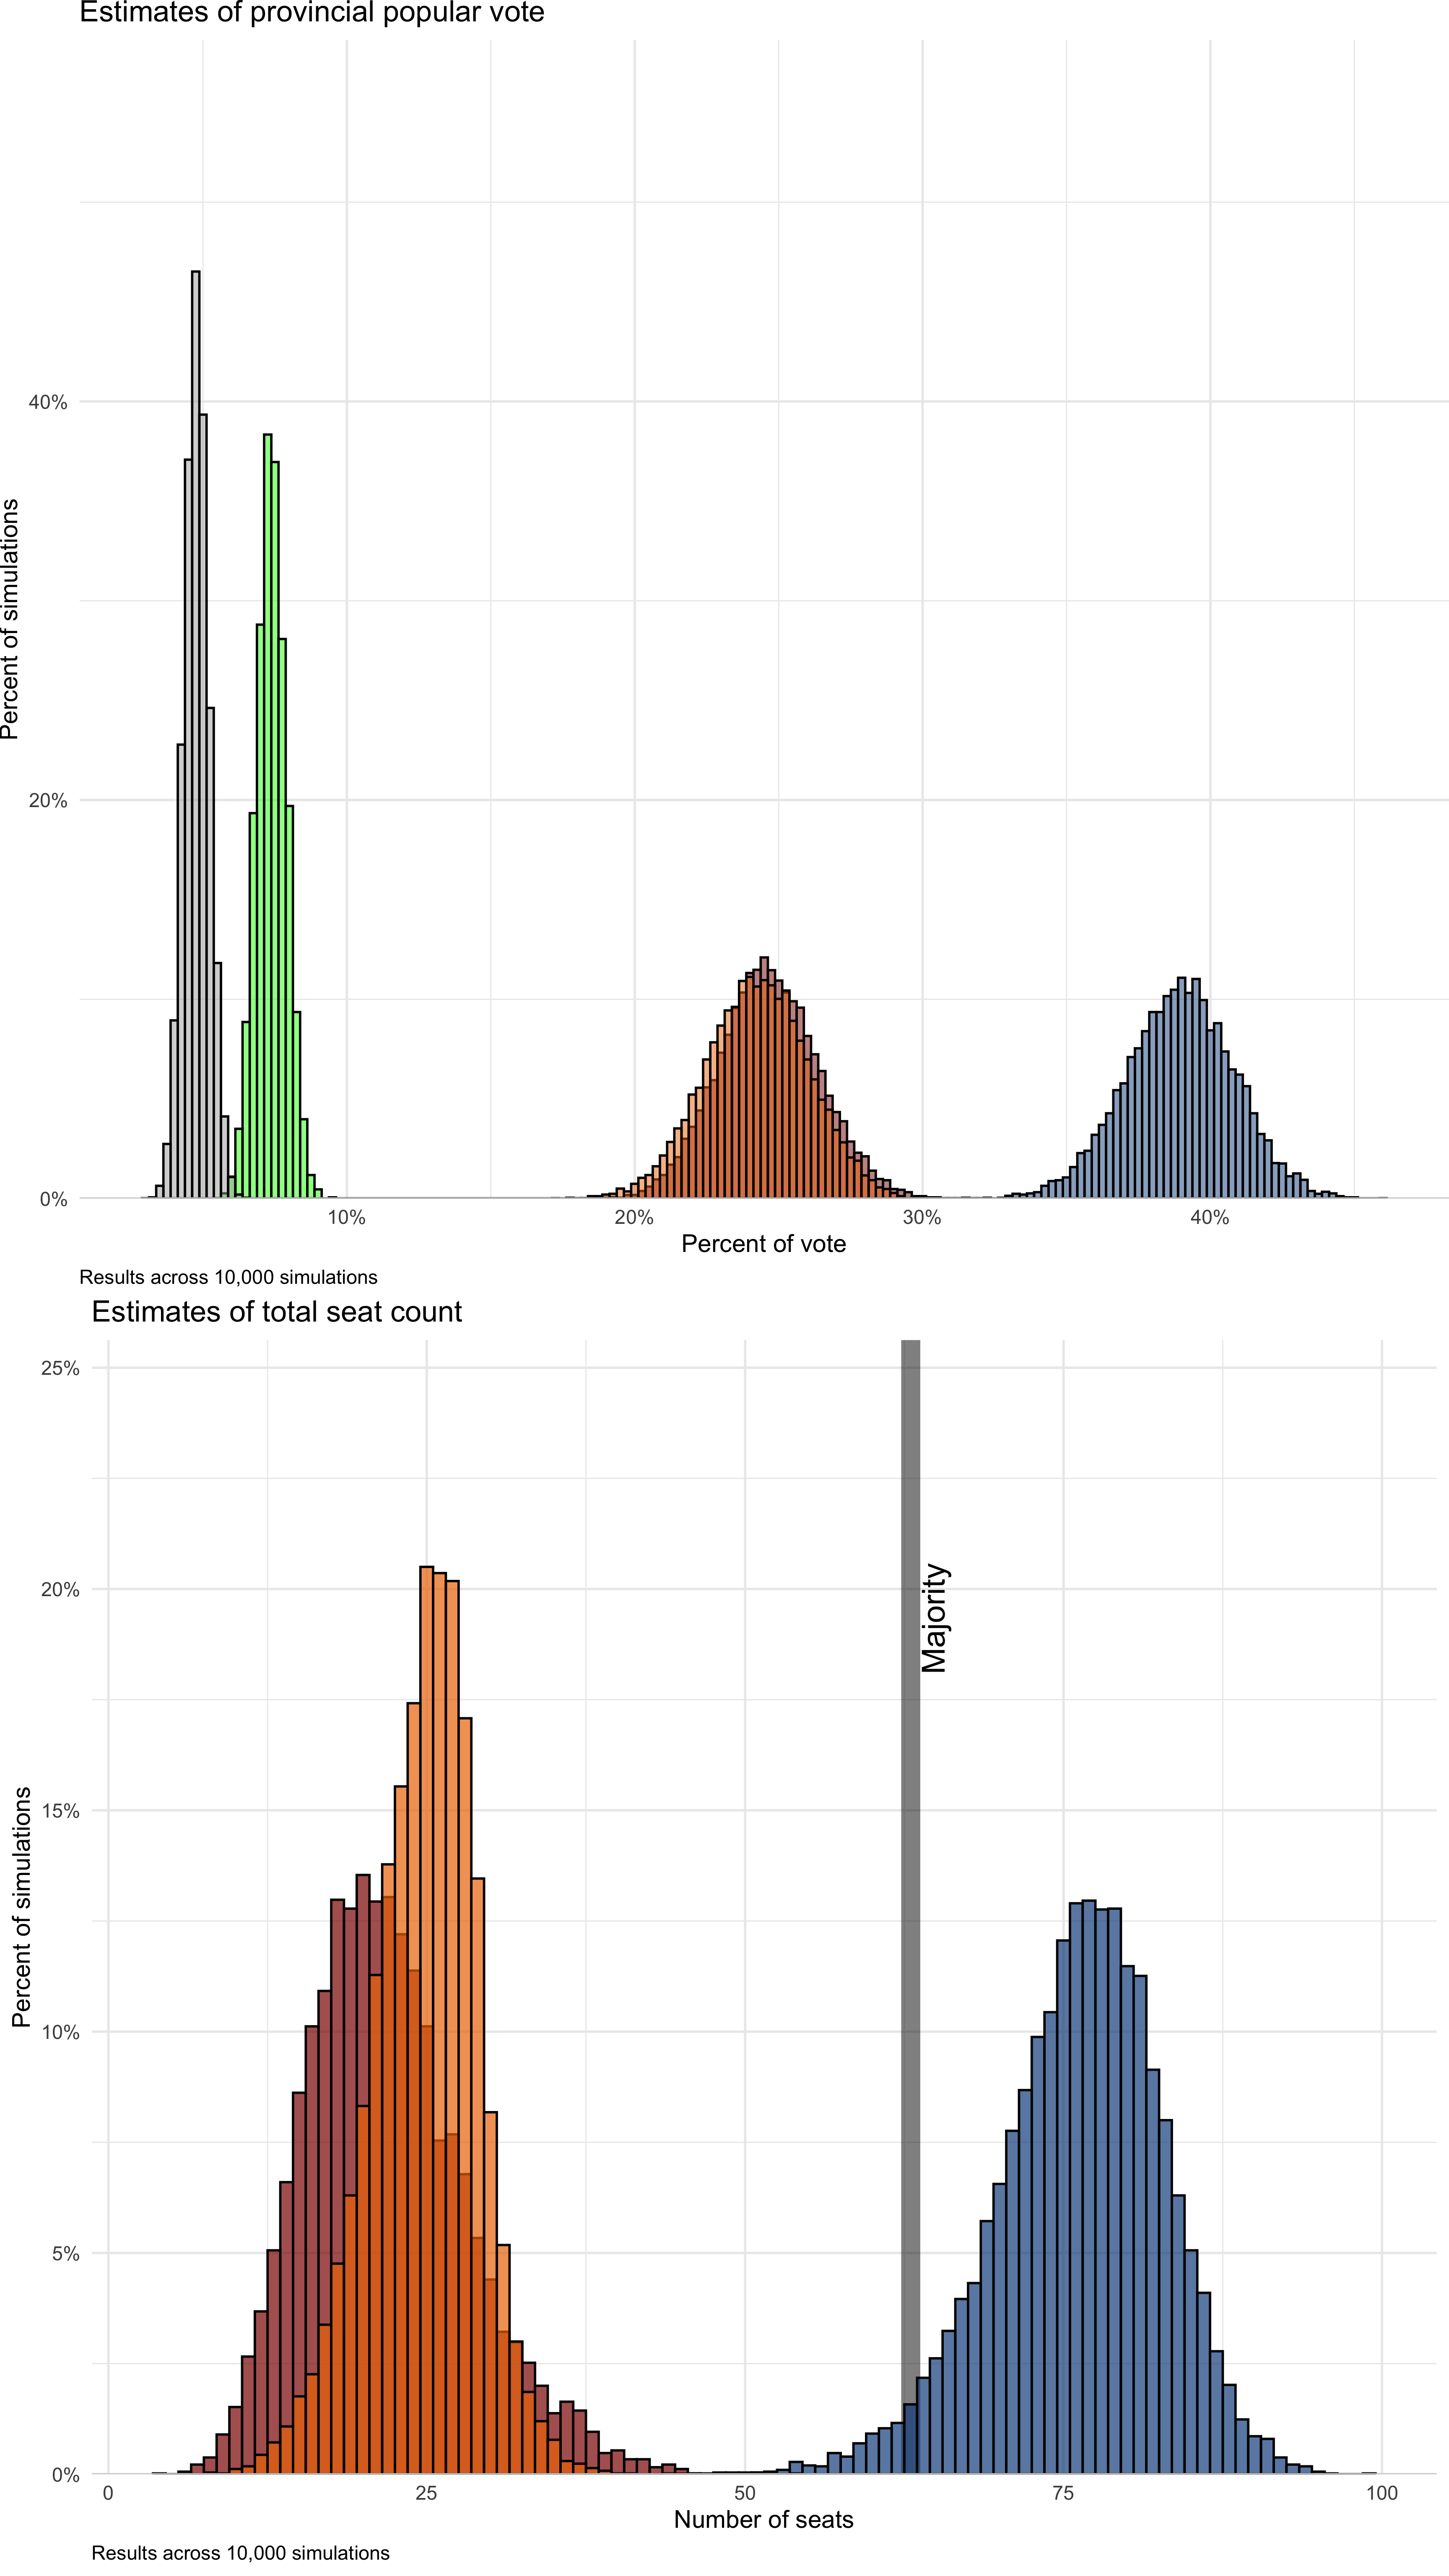 Estimates of provincial popular vote
Percent of simulations
40%
20%
0%
10% 20% 30% 40%
Percent of vote
Results across 10,000 simulations
Estimates of total seat count
Percent of simulations
25%
20%
15%
10%
5%
0%
Majority
0 25 50 75 100
Number of seats
Results across 10,000 simulations